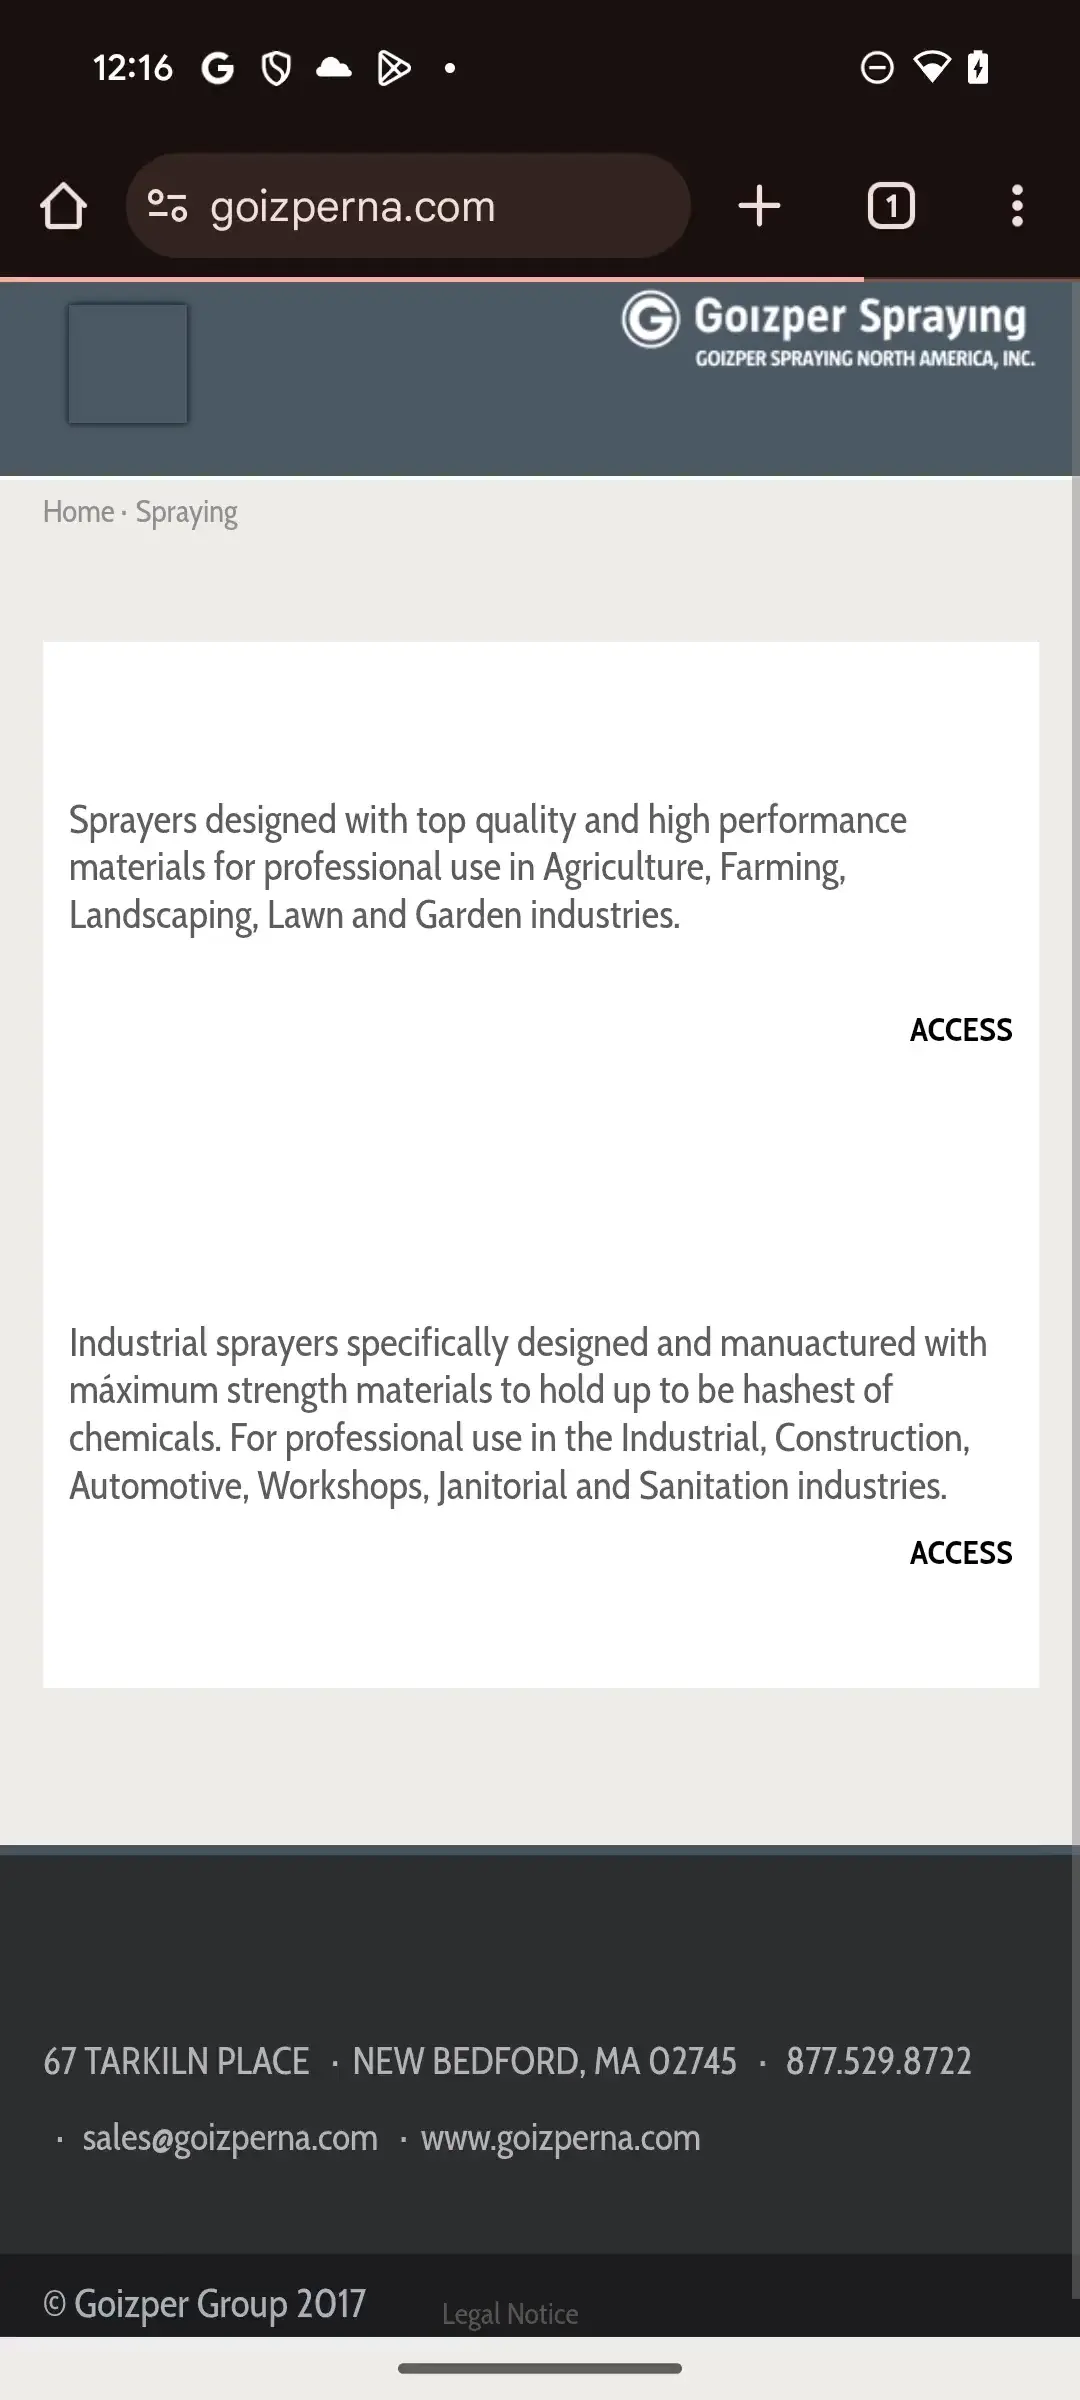 12:16
goizperna.com
1
Goizper Spraying
GOIZPER SPRAYING NORTH AMERICA, INC.
Home · Spraying
Sprayers designed with top quality and high performance
materials for professional use in Agriculture, Farming,
Landscaping, Lawn and Garden industries.
ACCESS
Industrial sprayers specifically designed and manuactured with
máximum strength materials to hold up to be hashest of
chemicals. For professional use in the Industrial, Construction,
Automotive, Workshops, Janitorial and Sanitation industries.
ACCESS
67 TARKILN PLACE · NEW BEDFORD, MA 02745 · 877.529.8722
· sales@goizperna.com · www.goizperna.com
© Goizper Group 2017 Legal Notice